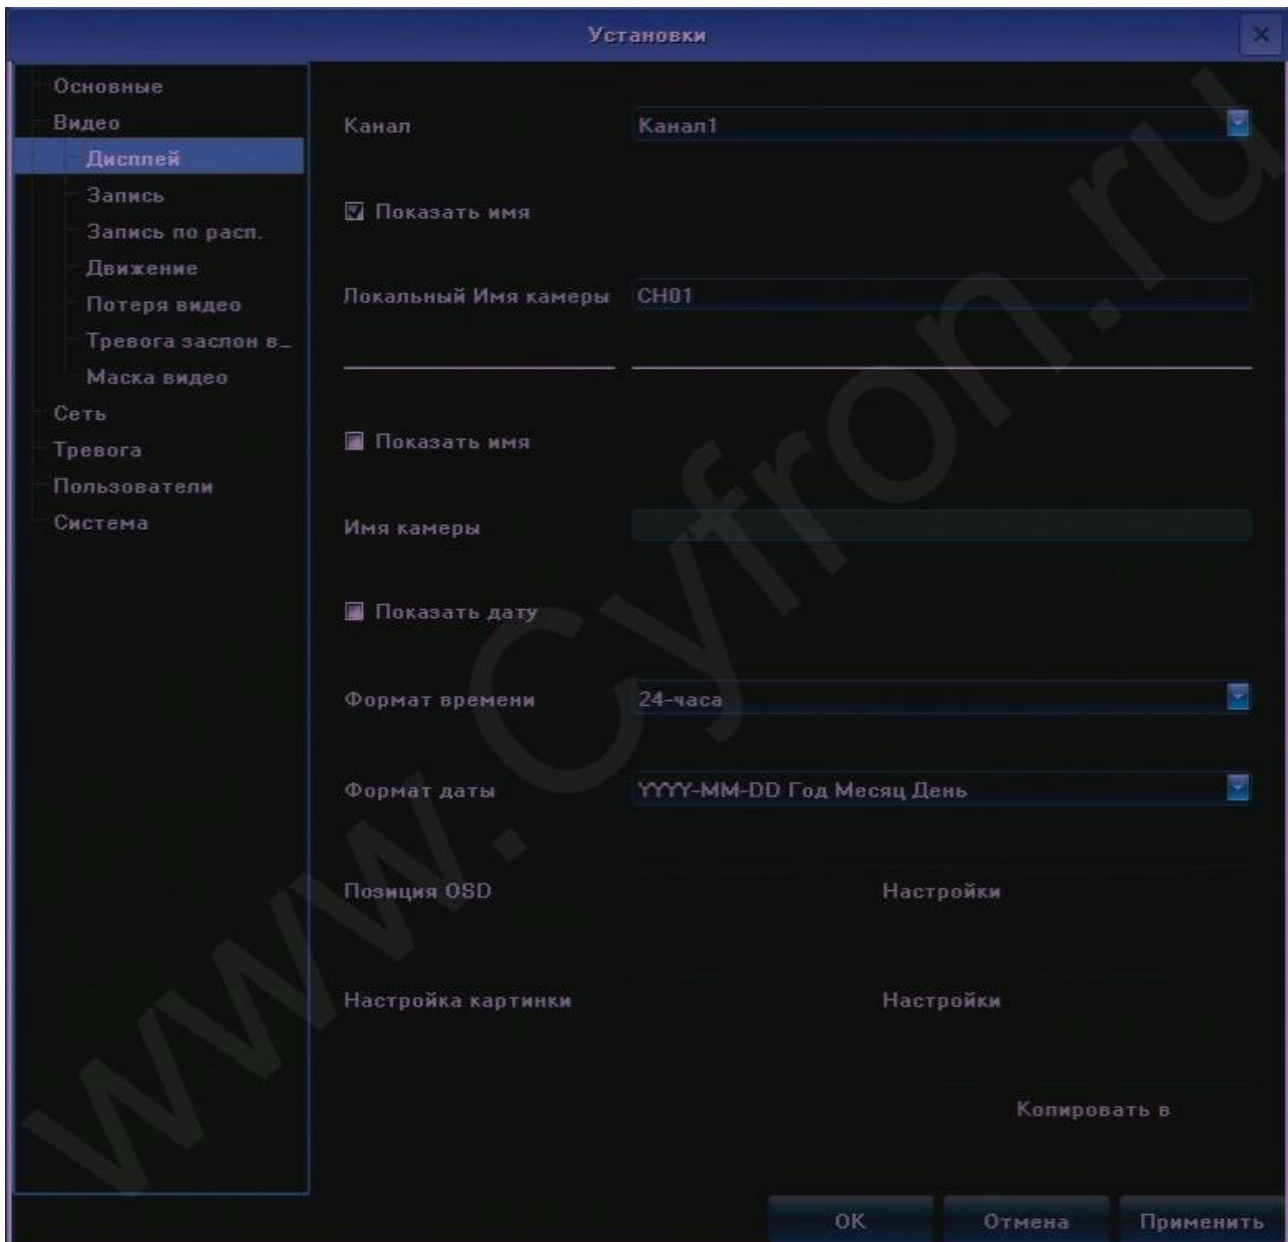 Установки
Основные
Видео
Дисплей
Запись
Запись по расп.
Движение
Потеря видео
Тревога заслон в_
Маска видео
Сеть
Тревога
Пользователи
Система
Канал Канал1
Показать имя
Локальный Имя камеры CH01
Показать имя
Имя камеры
Показать дату
Формат времени 24-часа
Формат даты YYYY-MM-DD Год Месяц День
Позиция OSD Настройки
Настройка картинки Настройки
Копировать в
OK Отмена Применить
www.Cyfron.ru